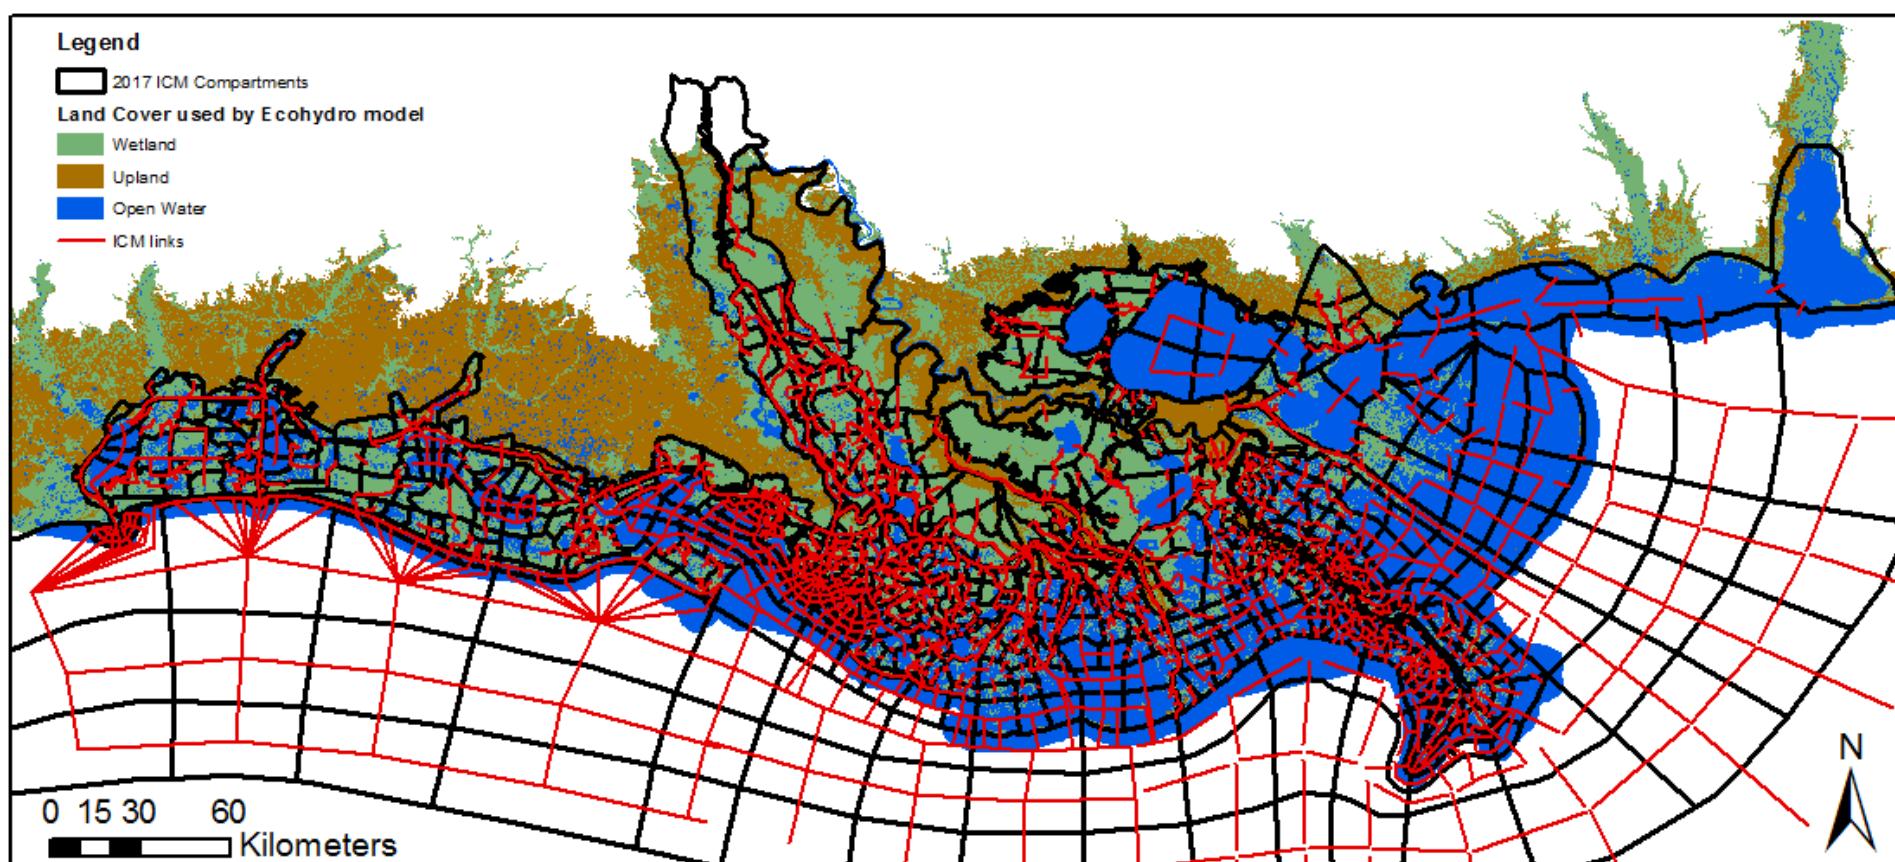 Legend
2017 ICM Compartments
Land Cover used by Ecohydro model
Wetland
Upland
Open Water
ICM links
N
0 15 30 60
Kilometers